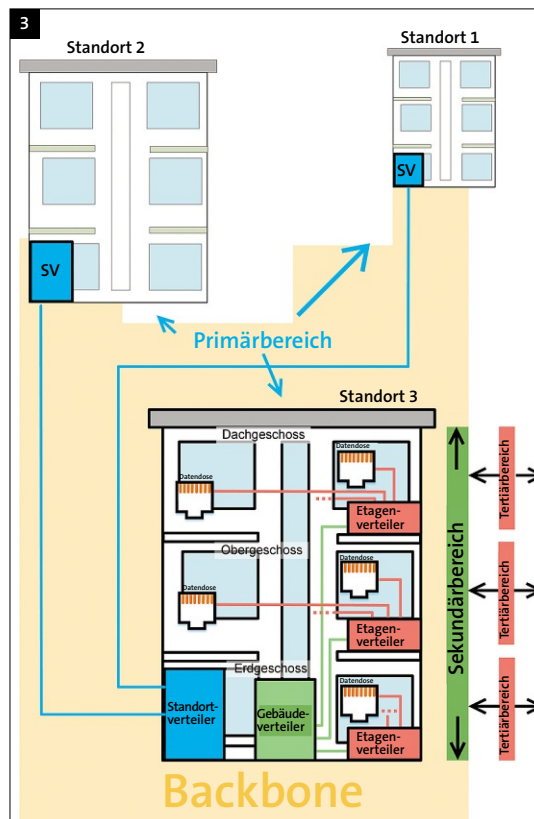 3
Standort 2
Standort 1
SV
SV
Primärbereich
Standort 3
Dachgeschoss
Datendose
Datendose
Etagen-
verteiler
Obergeschoss
Datendose
Datendose
Etagen-
verteiler
Erdgeschoss
Datendose
Standort-
verteiler
Gebäude-
verteiler
Etagen-
verteiler
Sekundärbereich
Tertiärbereich
Tertiärbereich
Tertiärbereich
Backbone